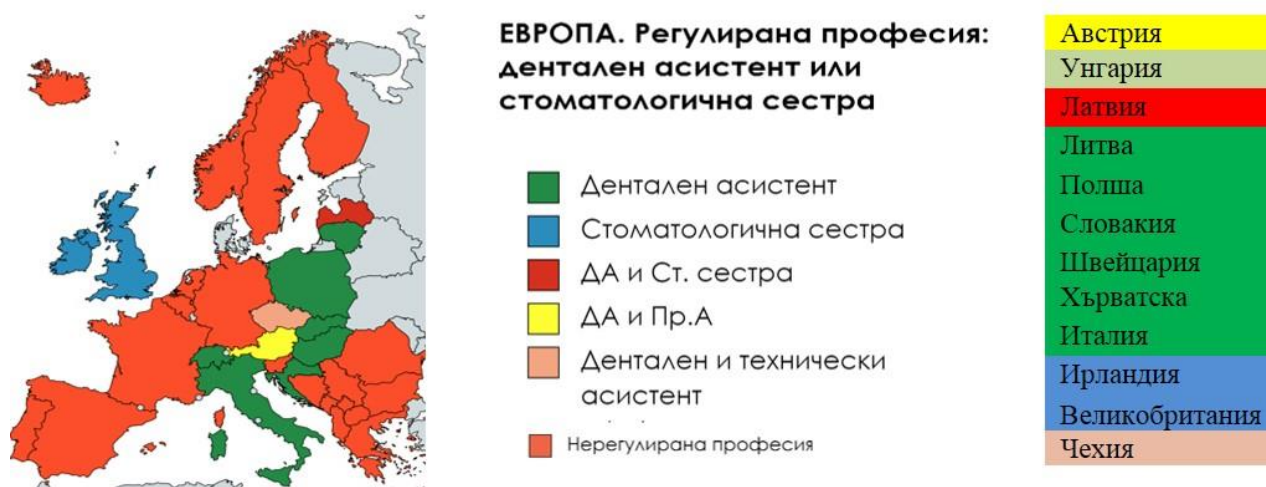 ЕВРОПА. Регулирана професия:
дентален асистент или
стоматологична сестра
Дентален асистент
Стоматологична сестра
ДА и Ст. сестра
ДА и Пр.А
Дентален и технически
асистент
Нерегулирана професия
Австрия
Унгария
Латвия
Литва
Полша
Словакия
Швейцария
Хърватска
Италия
Ирландия
Великобритания
Чехия